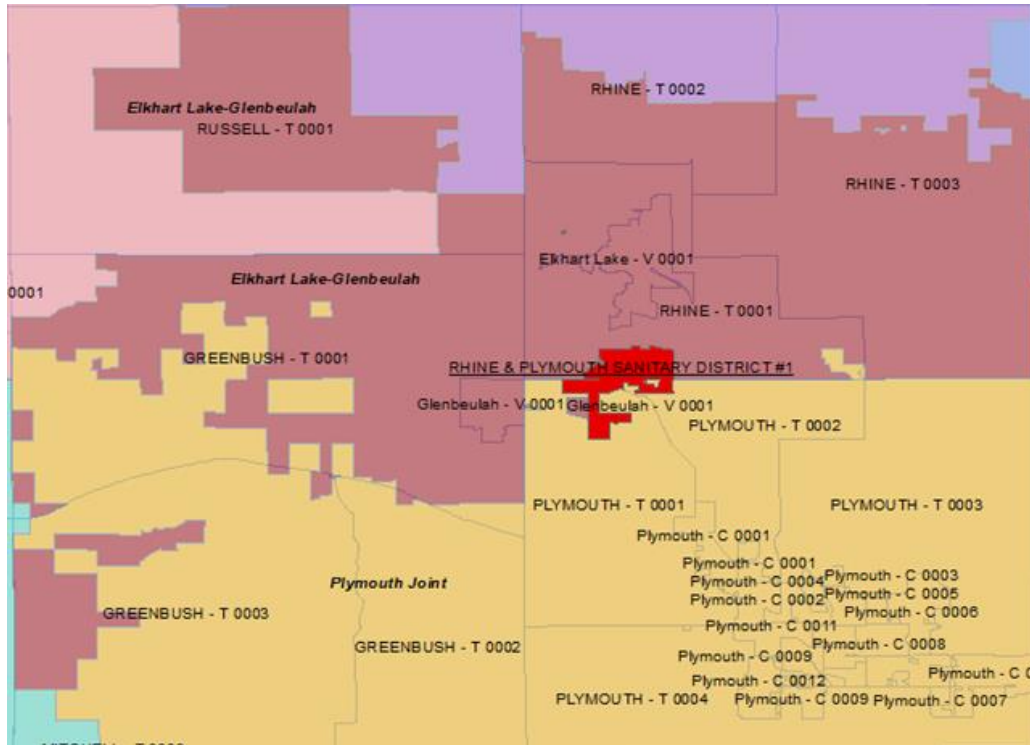 RHINE - T 0002
Elkhart Lake-Glenbeulah
RUSSELL - T 0001
RHINE - T 0003
Elkhart Lake - V 0001
Elkhart Lake-Glenbeulah
0001
RHINE - T 0001
GREENBUSH - T 0001
RHINE & PLYMOUTH SANITARY DISTRICT #1
Glenbeulah - V 0001
Glenbeulah - V 0001
PLYMOUTH - T 0002
PLYMOUTH - T 0001
PLYMOUTH - T 0003
Plymouth - C 0001
Plymouth - C 0001
Plymouth - C 0003
Plymouth Joint
Plymouth - C 0004
Plymouth - C 0005
Plymouth - C 0002
Plymouth - C 0006
GREENBUSH - T 0003
Plymouth - C 0011
GREENBUSH - T 0002
Plymouth - C 0008
Plymouth - C 0009
Plymouth - C 0
Plymouth - C 0012
PLYMOUTH - T 0004
Plymouth - C 0009
Plymouth - C 0007